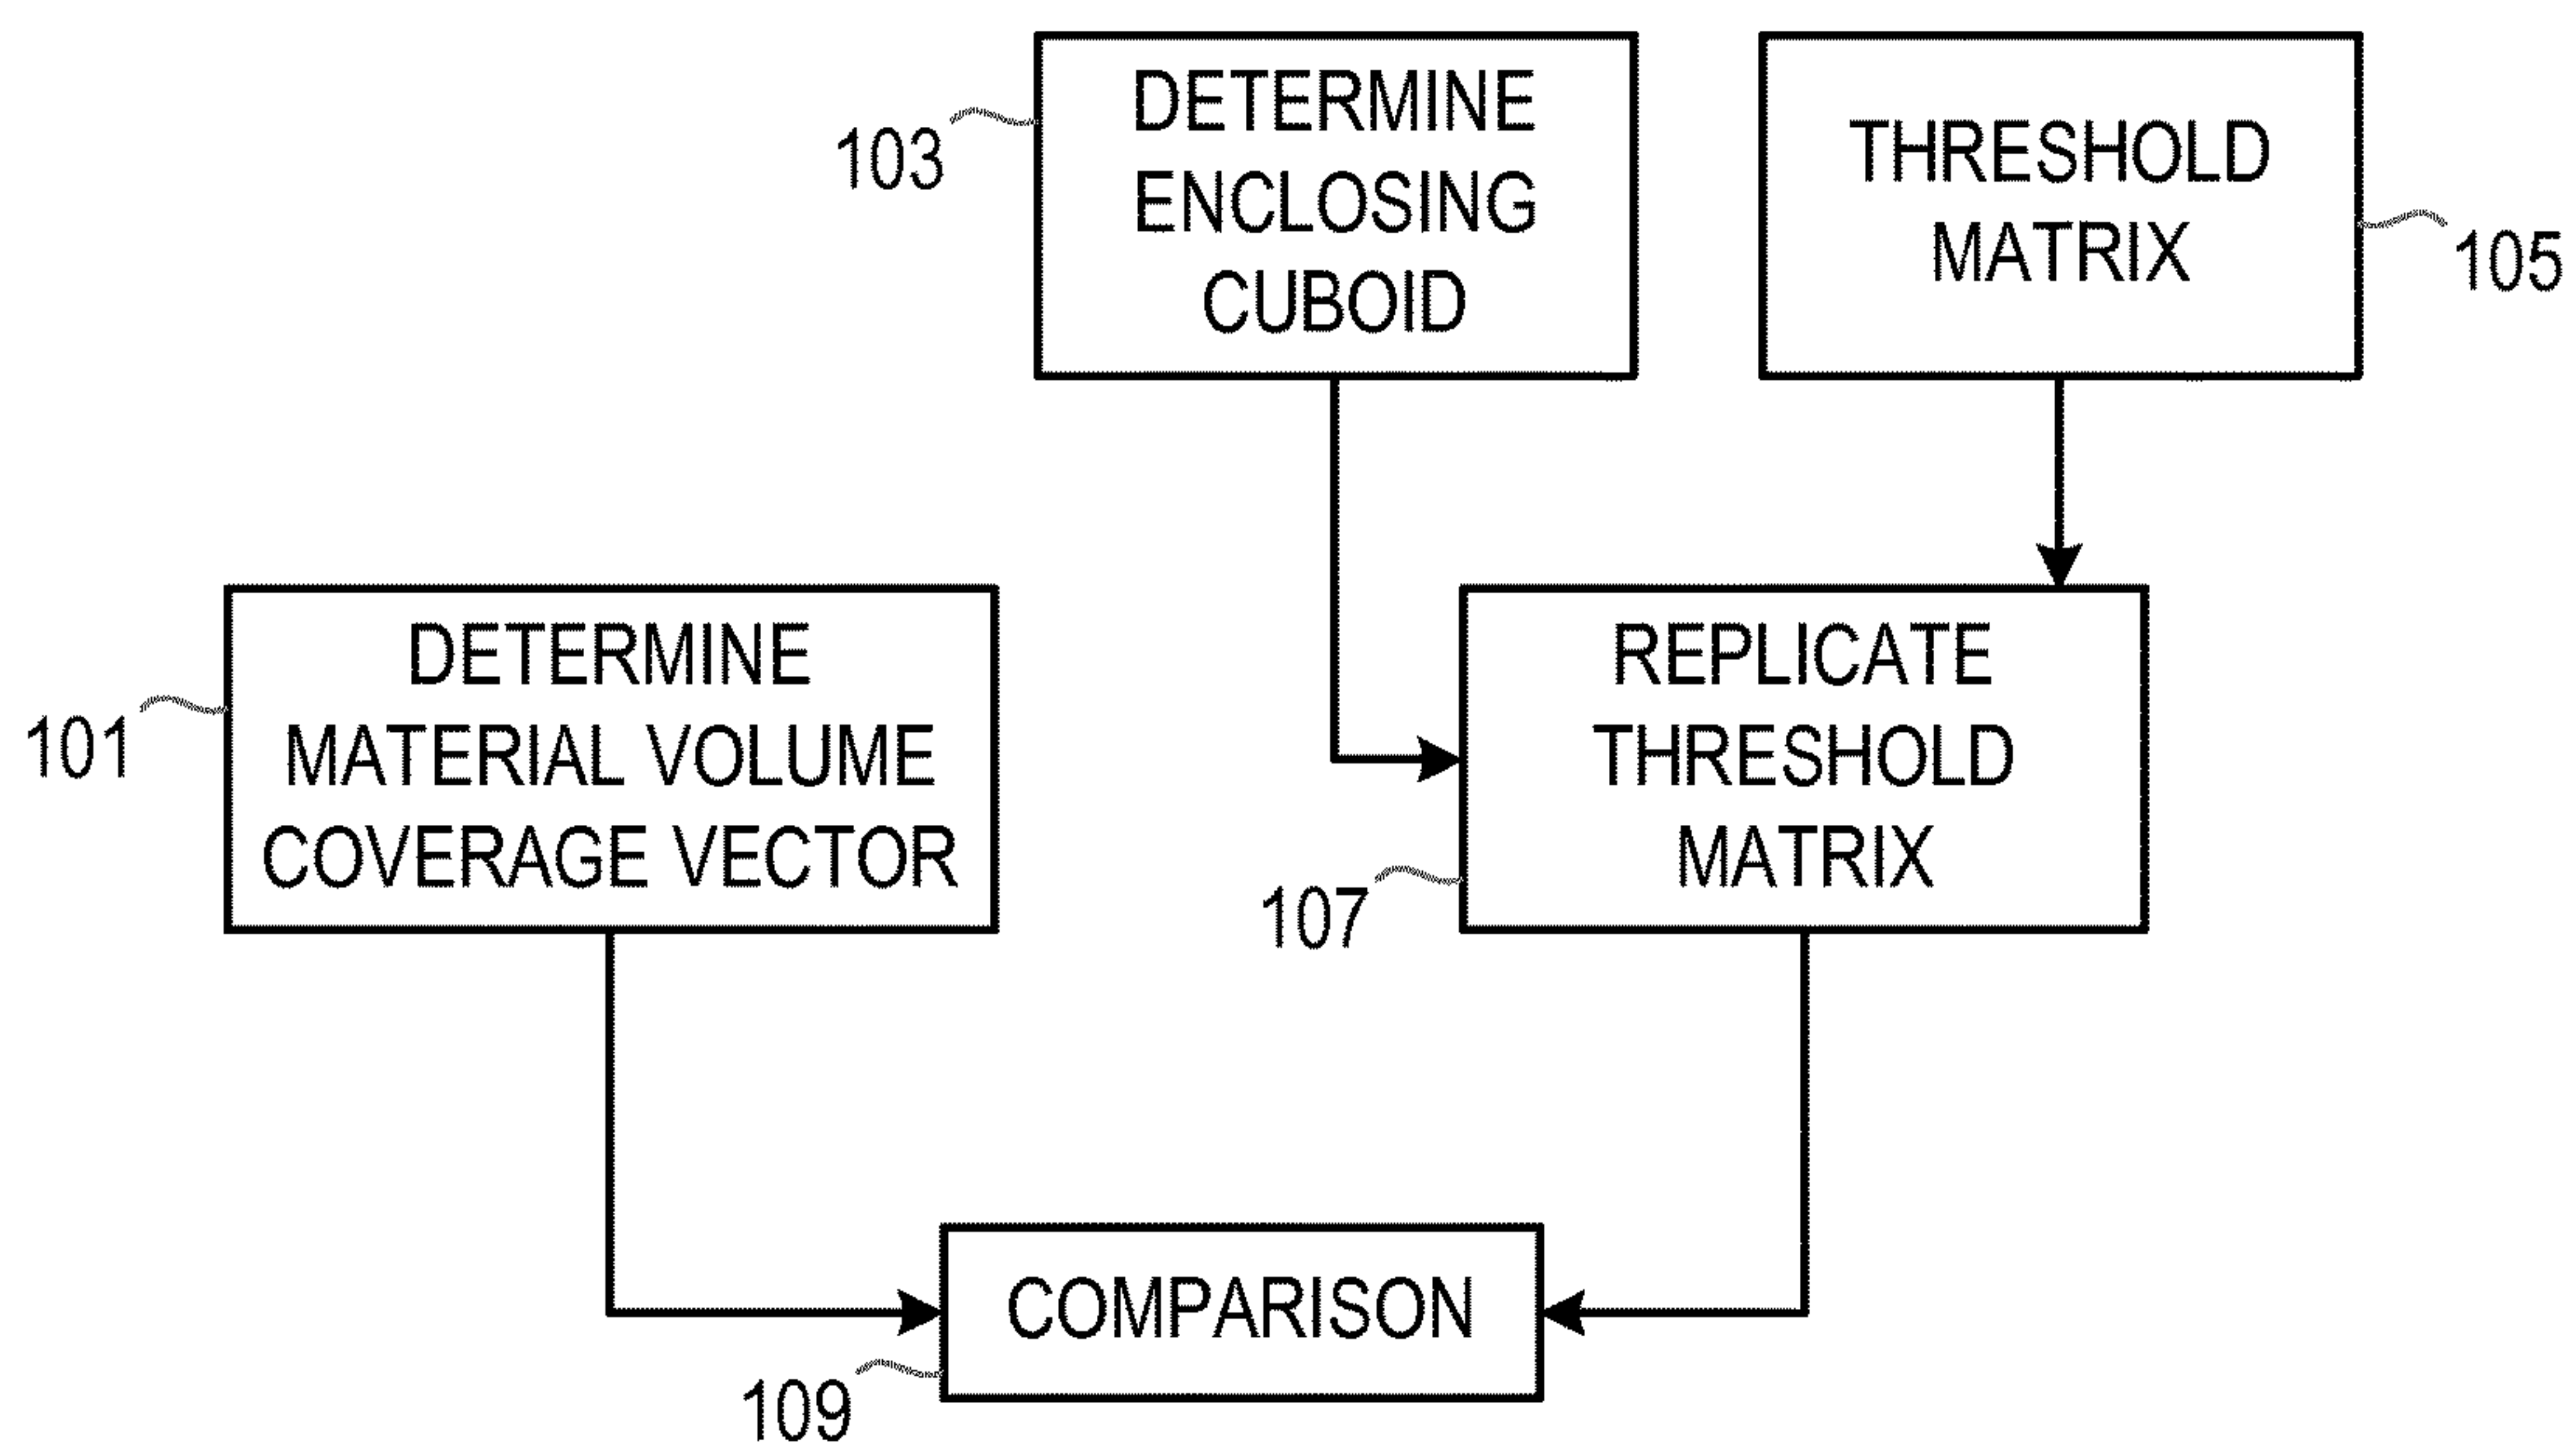 DETERMINE
ENCLOSING
CUBOID
103
THRESHOLD
MATRIX
105
DETERMINE
MATERIAL VOLUME
COVERAGE VECTOR
101
REPLICATE
THRESHOLD
MATRIX
107
COMPARISON
109